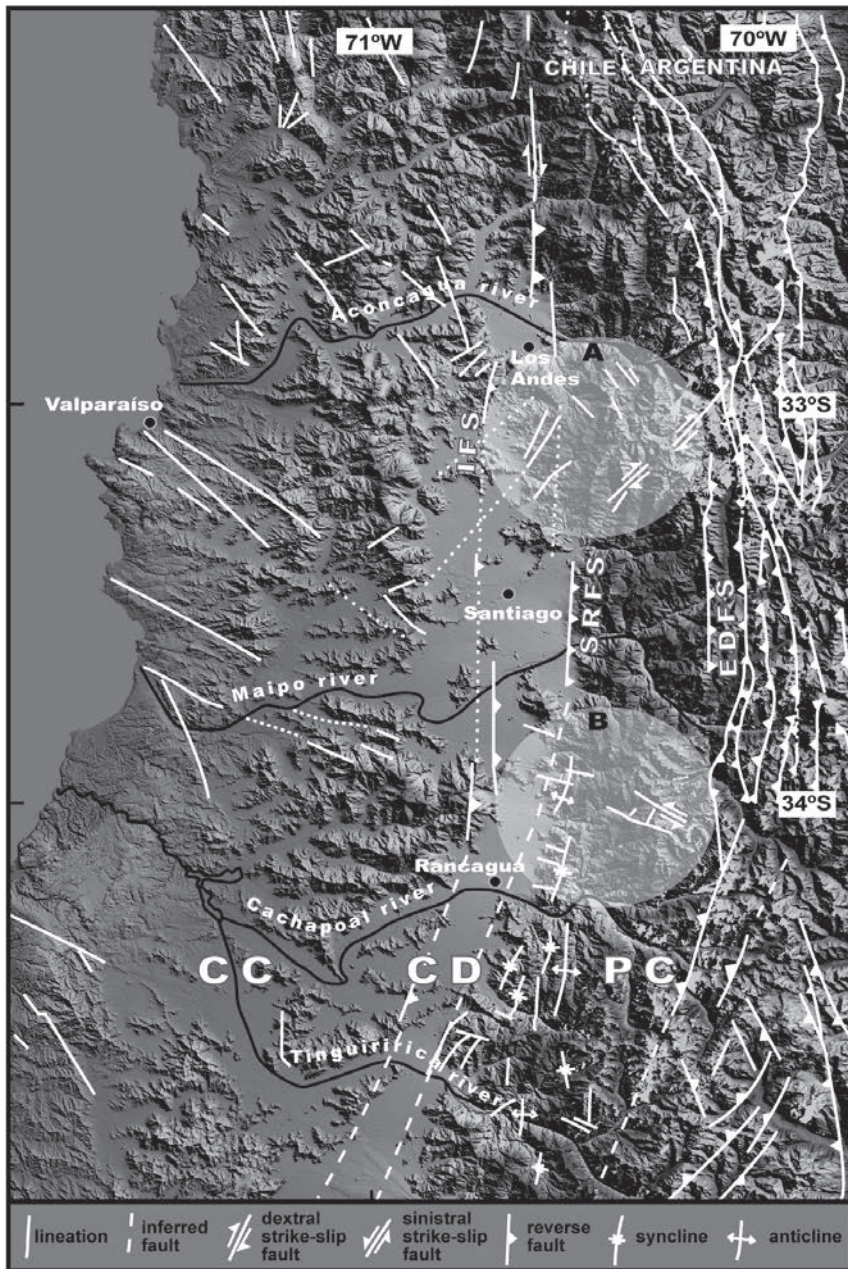 71ºW
70ºW
CHILE ARGENTINA
Aconcagua river
A
Los
Andes
Valparaíso
33ºS
IFS
Santiago
SRFS
EDFS
Maipo river
B
34ºS
Rancagua
Cachapoal river
CC
CD
PC
Tinguiririca river
lineation
inferred
fault
dextral
strike-slip
fault
sinistral
strike-slip
fault
reverse
fault
syncline
anticline